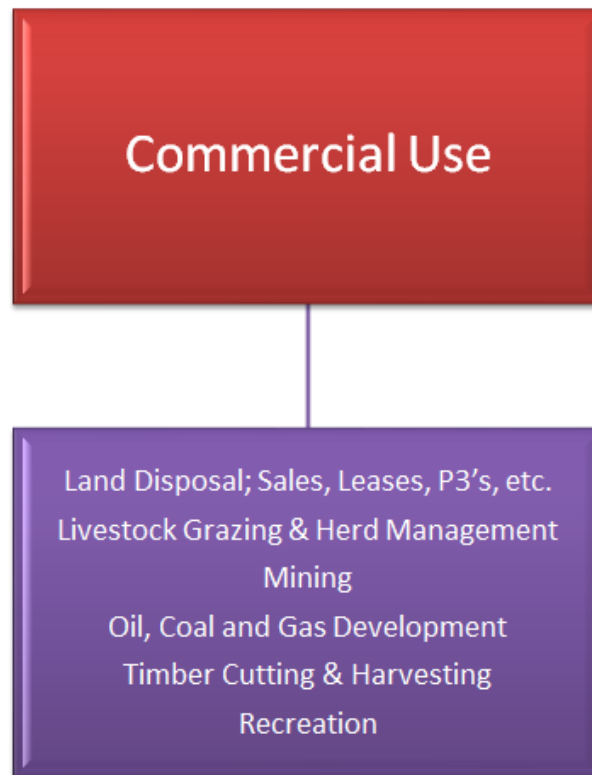 Commercial Use
Land Disposal; Sales, Leases, P3's, etc.
Livestock Grazing & Herd Management
Mining
Oil, Coal and Gas Development
Timber Cutting & Harvesting
Recreation